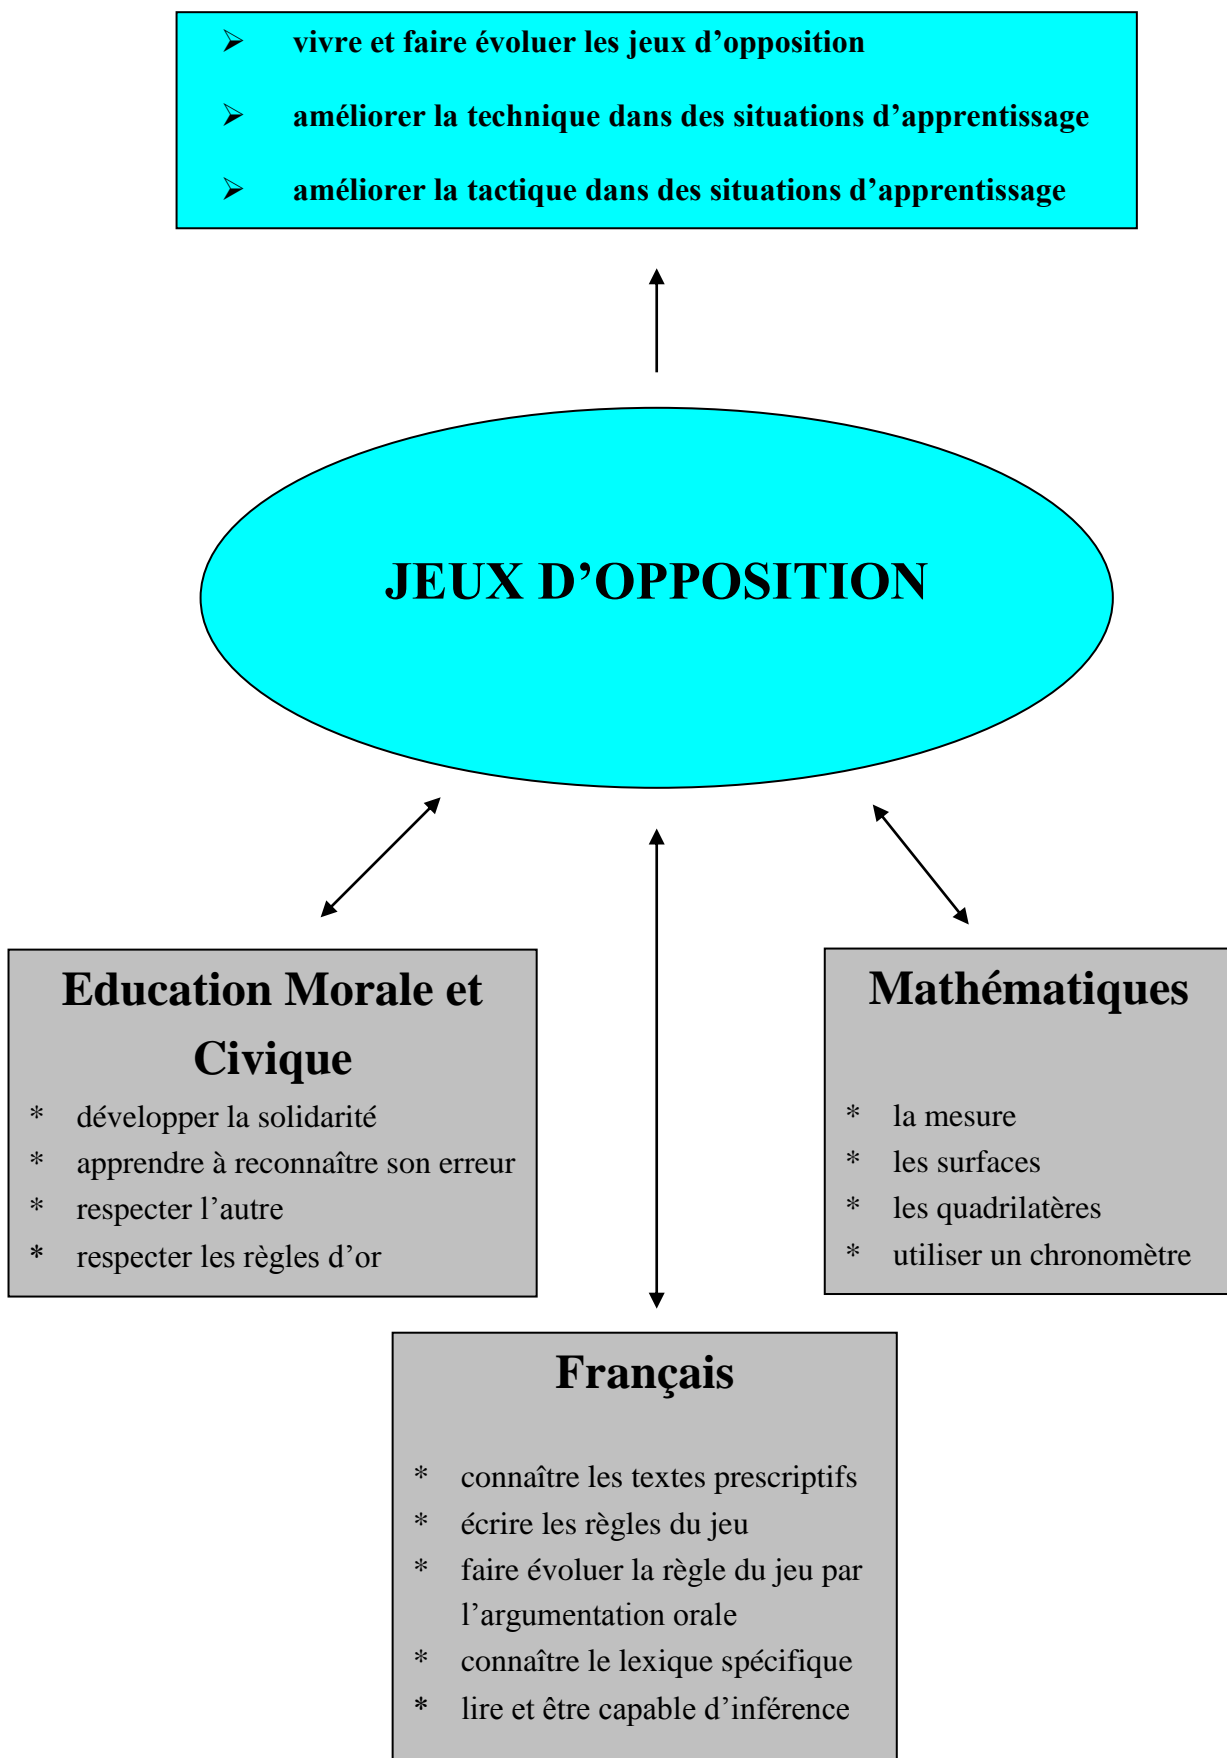 ➢ vivre et faire évoluer les jeux d’opposition
➢ améliorer la technique dans des situations d’apprentissage
➢ améliorer la tactique dans des situations d’apprentissage
JEUX D’OPPOSITION
Education Morale et
Civique
* développer la solidarité
* apprendre à reconnaître son erreur
* respecter l’autre
* respecter les règles d’or
Mathématiques
* la mesure
* les surfaces
* les quadrilatères
* utiliser un chronomètre
Français
* connaître les textes prescriptifs
* écrire les règles du jeu
* faire évoluer la règle du jeu par
l’argumentation orale
* connaître le lexique spécifique
* lire et être capable d’inférence